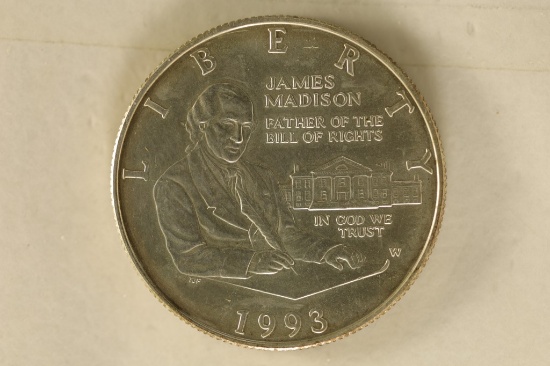 LIBERTY
JAMES
MADISON
FATHER OF THE
BILL OF RIGHTS
IN GOD WE
TRUST
W
1993